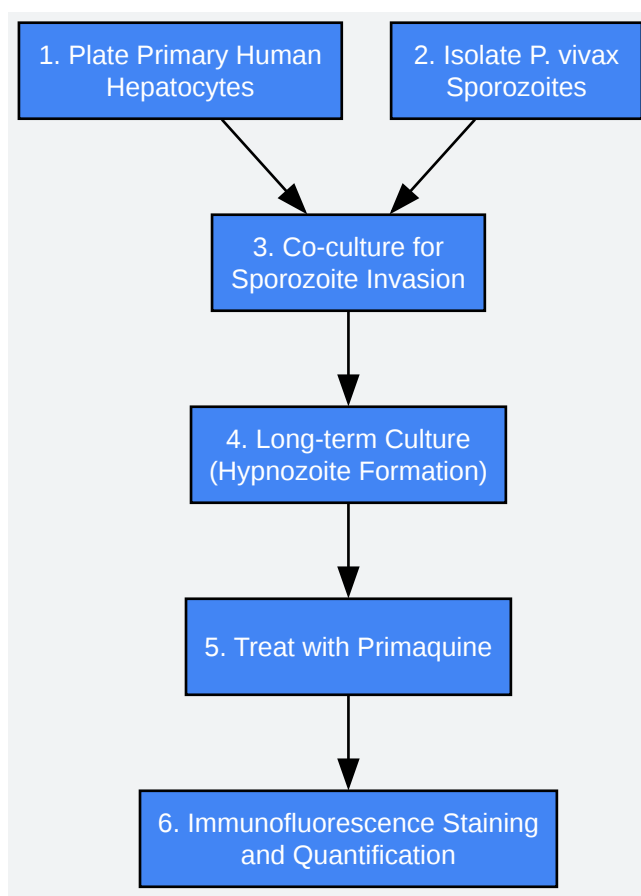 1. Plate Primary Human
Hepatocytes
2. Isolate P. vivax
Sporozoites
3. Co-culture for
Sporozoite Invasion
4. Long-term Culture
(Hypnozoite Formation)
5. Treat with Primaquine
6. Immunofluorescence Staining
and Quantification